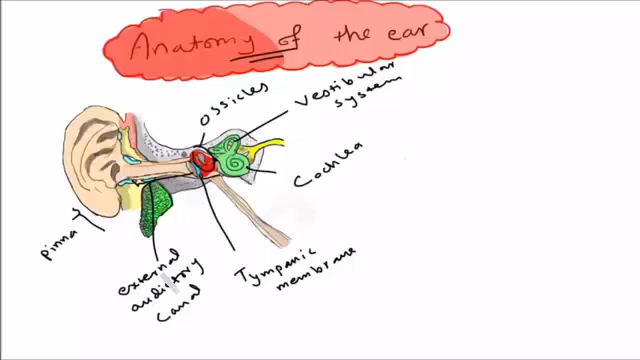 Anatomy of the ear
ossicles
vestibular
system
Cochlea
pinna
external
auditory
canal
Tympanic
membrane